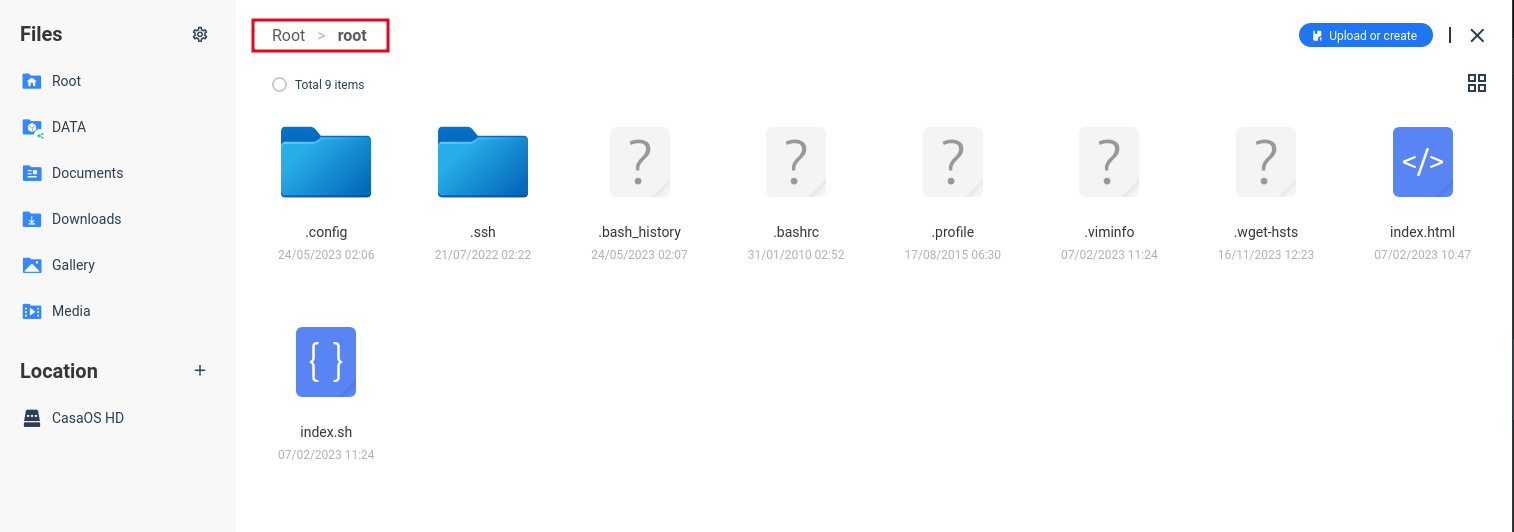 Files
Root
DATA
Documents
Downloads
Gallery
Media
Location +
CasaOS HD
Root > root
Upload or create
Total 9 items
.config .ssh .bash_history .bashrc .profile .viminfo .wget-hsts index.html
24/05/2023 02:06 21/07/2022 02:22 24/05/2023 02:07 31/01/2010 02:52 17/08/2015 06:30 07/02/2023 11:24 16/11/2023 12:23 07/02/2023 10:47
index.sh
07/02/2023 11:24